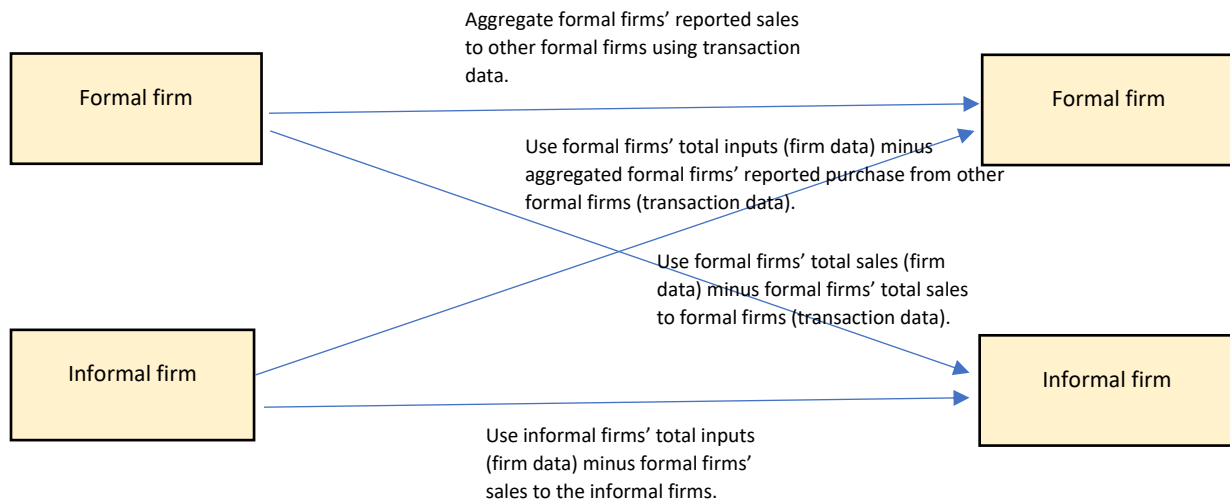 Aggregate formal firms’ reported sales
to other formal firms using transaction
data.
Formal firm
Formal firm
Use formal firms’ total inputs (firm data) minus
aggregated formal firms’ reported purchase from other
formal firms (transaction data).
Use formal firms’ total sales (firm
data) minus formal firms’ total sales
to formal firms (transaction data).
Informal firm
Informal firm
Use informal firms’ total inputs
(firm data) minus formal firms’
sales to the informal firms.